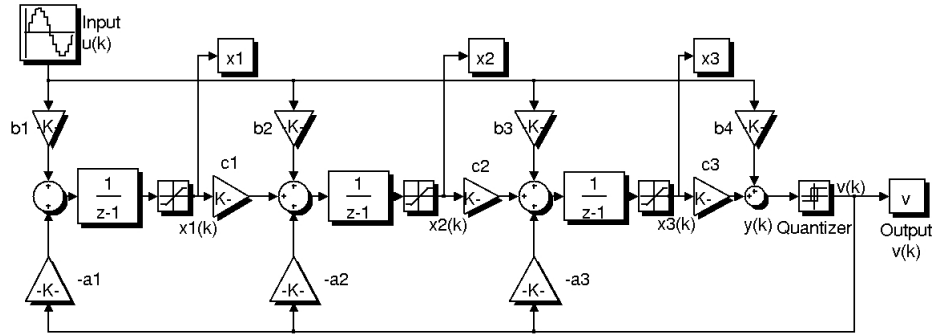 Input
u(k)
x1
x2
x3
b1
-K-
b2
-K-
b3
-K-
b4
-K-
c1
c2
c3
1
z-1
K-
1
z-1
K-
1
z-1
K-
v(k)
v
x1(k)
x2(k)
x3(k)
y(k)
Quantizer
Output
v(k)
-K-
-a1
-K-
-a2
-K-
-a3